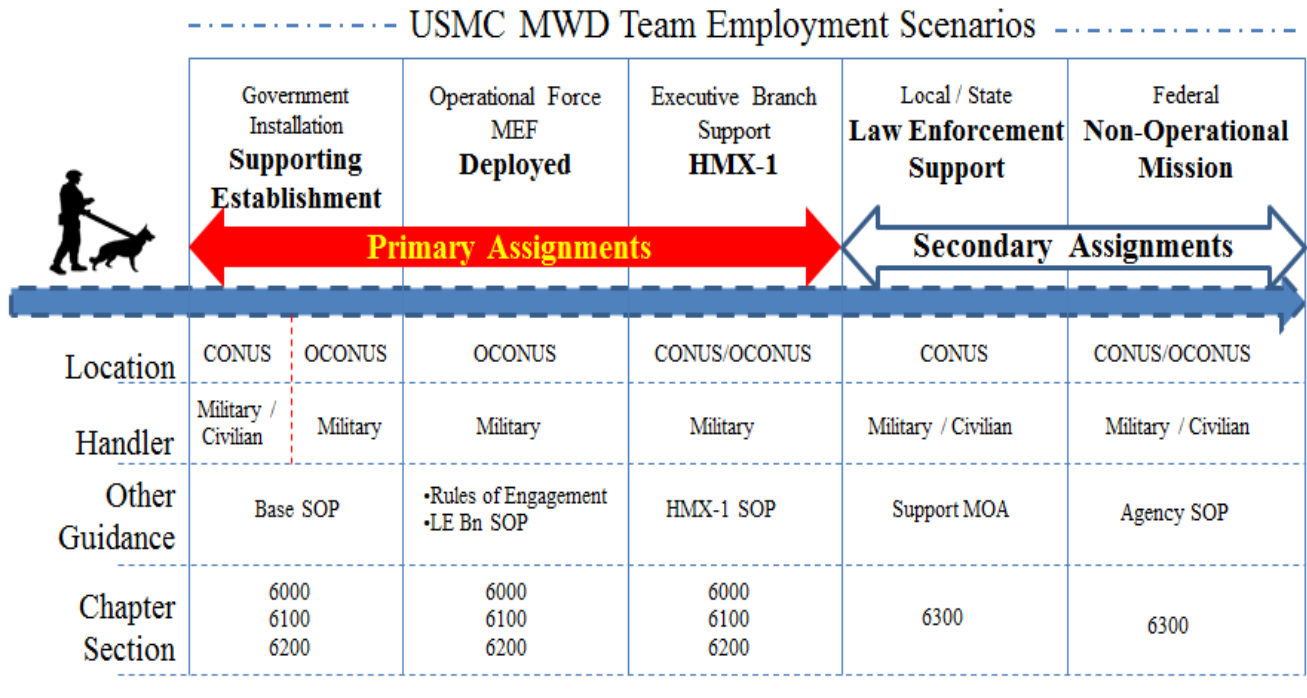 USMC MWD Team Employment Scenarios
Government
Installation
Supporting
Establishment
Operational Force
MEF
Deployed
Executive Branch
Support
HMX-1
Local / State
Law Enforcement
Support
Federal
Non-Operational
Mission
Primary Assignments
Secondary Assignments
Location
CONUS
OCONUS
OCONUS
CONUS/OCONUS
CONUS
CONUS/OCONUS
Handler
Military /
Civilian
Military
Military
Military
Military / Civilian
Military / Civilian
Other
Guidance
Base SOP
•Rules of Engagement
•LE Bn SOP
HMX-1 SOP
Support MOA
Agency SOP
Chapter
Section
6000
6100
6200
6000
6100
6200
6000
6100
6200
6300
6300